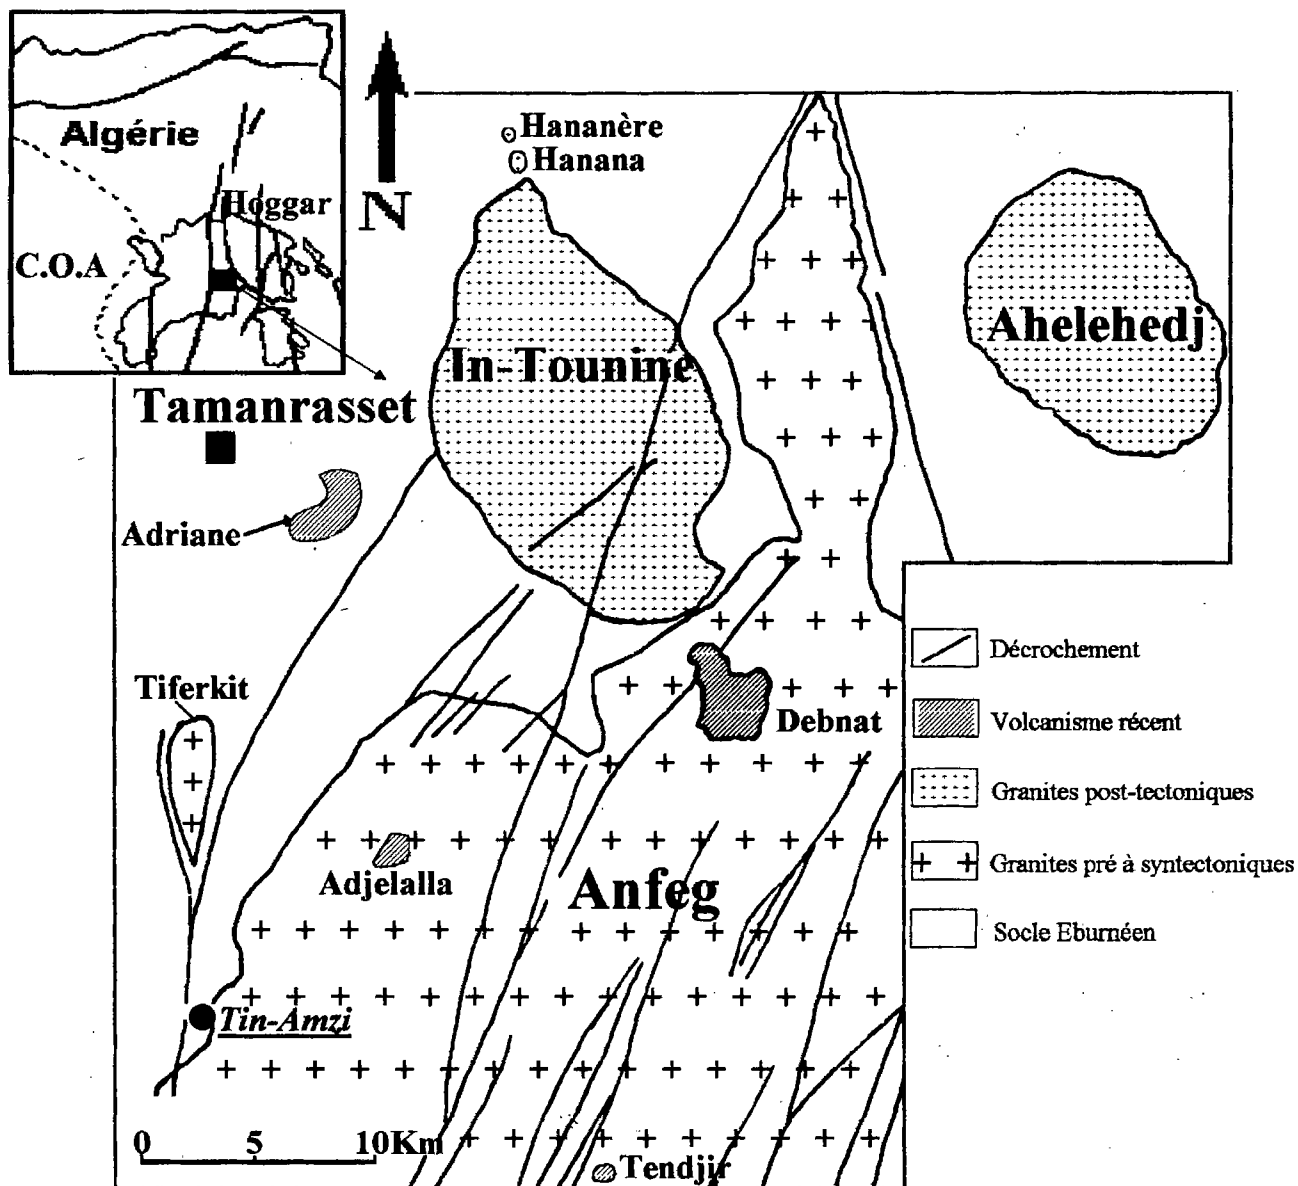 Algérie
Hoggar
C.O.A
N
Hananère
Hanana
In-Tounine
Ahelehedj
Tamanrasset
Adriane
Tiferkit
Debnat
Adjelalla
Anfeg
Tin-Amzi
0 5 10Km
Tendjir
Décrochement
Volcanisme récent
Granites post-tectoniques
Granites pré à syntectoniques
Socle Eburnéen